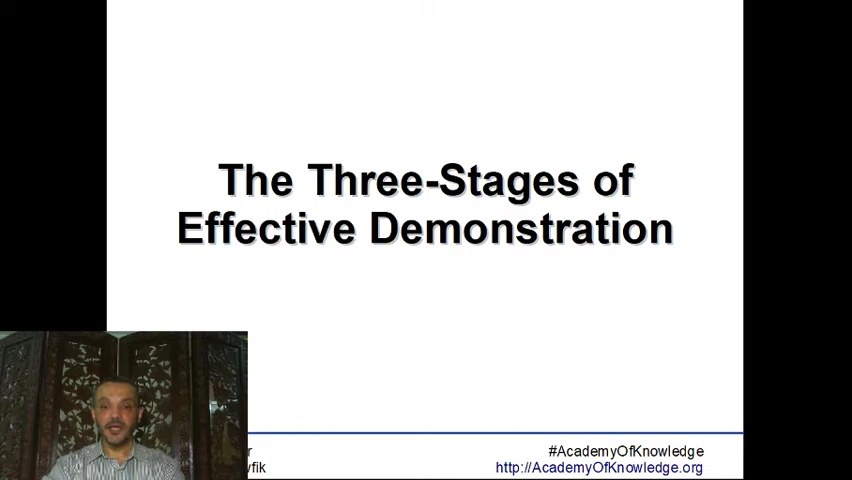 The Three-Stages of
Effective Demonstration
#AcademyOfKnowledge
http://AcademyOfKnowledge.org